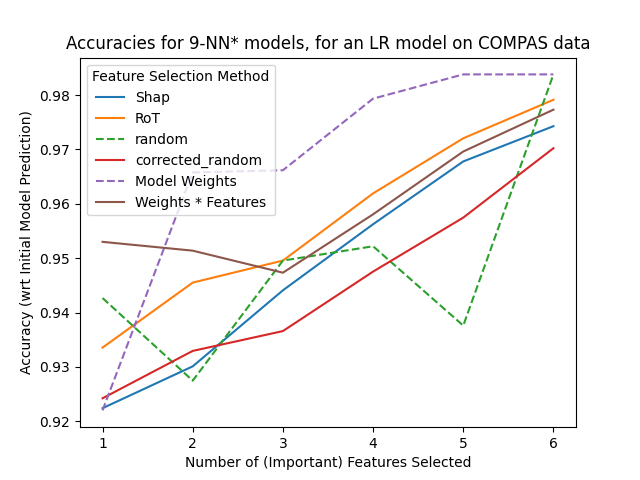 Accuracies for 9-NN* models, for an LR model on COMPAS data
Feature Selection Method
Shap
RoT
random
corrected_random
Model Weights
Weights * Features
0.98
0.97
0.96
0.95
0.94
0.93
0.92
Accuracy (wrt Initial Model Prediction)
1 2 3 4 5 6
Number of (Important) Features Selected